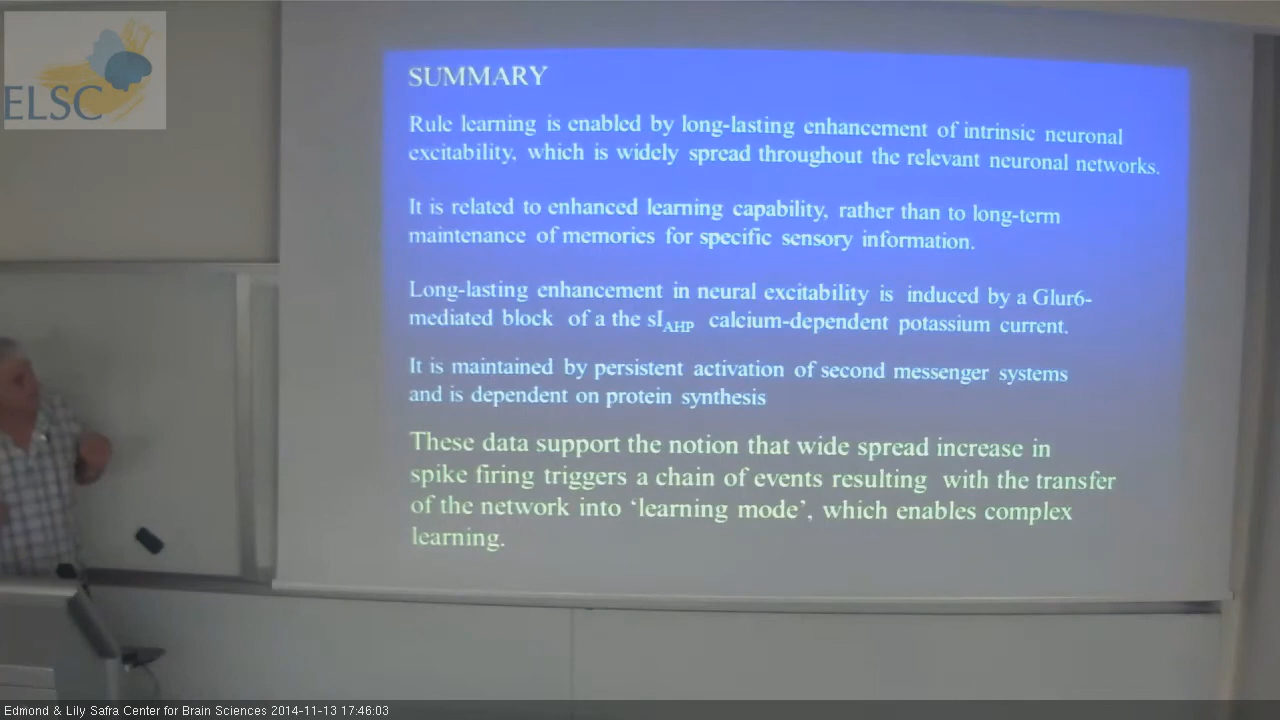 ELSC
SUMMARY
Rule learning is enabled by long-lasting enhancement of intrinsic neuronal
excitability, which is widely spread throughout the relevant neuronal networks.
It is related to enhanced learning capability, rather than to long-term
maintenance of memories for specific sensory information.
Long-lasting enhancement in neural excitability is induced by a Glur6-
mediated block of a the sIAHP calcium-dependent potassium current.
It is maintained by persistent activation of second messenger systems
and is dependent on protein synthesis
These data support the notion that wide spread increase in
spike firing triggers a chain of events resulting with the transfer
of the network into ‘learning mode’, which enables complex
learning.
Edmond & Lily Safra Center for Brain Sciences 2014-11-13 17:46:03